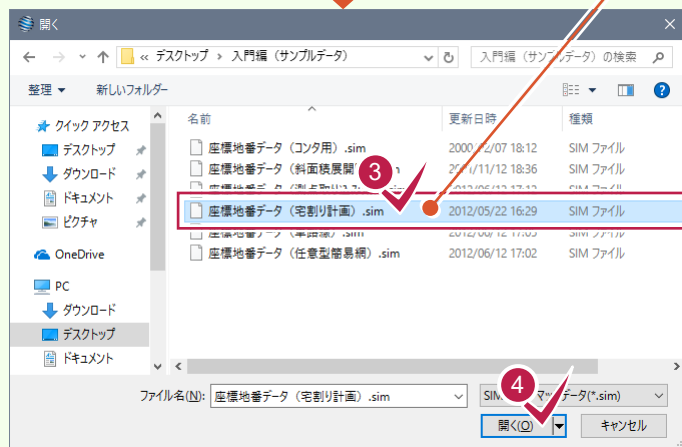 開く
« デスクトップ › 入門編（サンプルデータ）
入門編（サンプルデータ）の検索
整理
新しいフォルダー
名前
更新日時
種類
クイック アクセス
デスクトップ
ダウンロード
ドキュメント
ピクチャ
OneDrive
PC
ダウンロード
デスクトップ
ドキュメント
座標地番データ（コンタ用）.sim
18:12
SIM ファイル
座標地番データ（斜面積展開
/11/12 18:36
SIM ファイル
3
座標地番データ（宅割り計画）.sim
2012/05/22 16:29
SIM ファイル
座標地番データ（任意型簡易網）.sim
2012/06/12 17:02
SIM ファイル
ファイル名(N):
座標地番データ（宅割り計画）.sim
SIM
データ(*.sim)
4
開く(O)
キャンセル